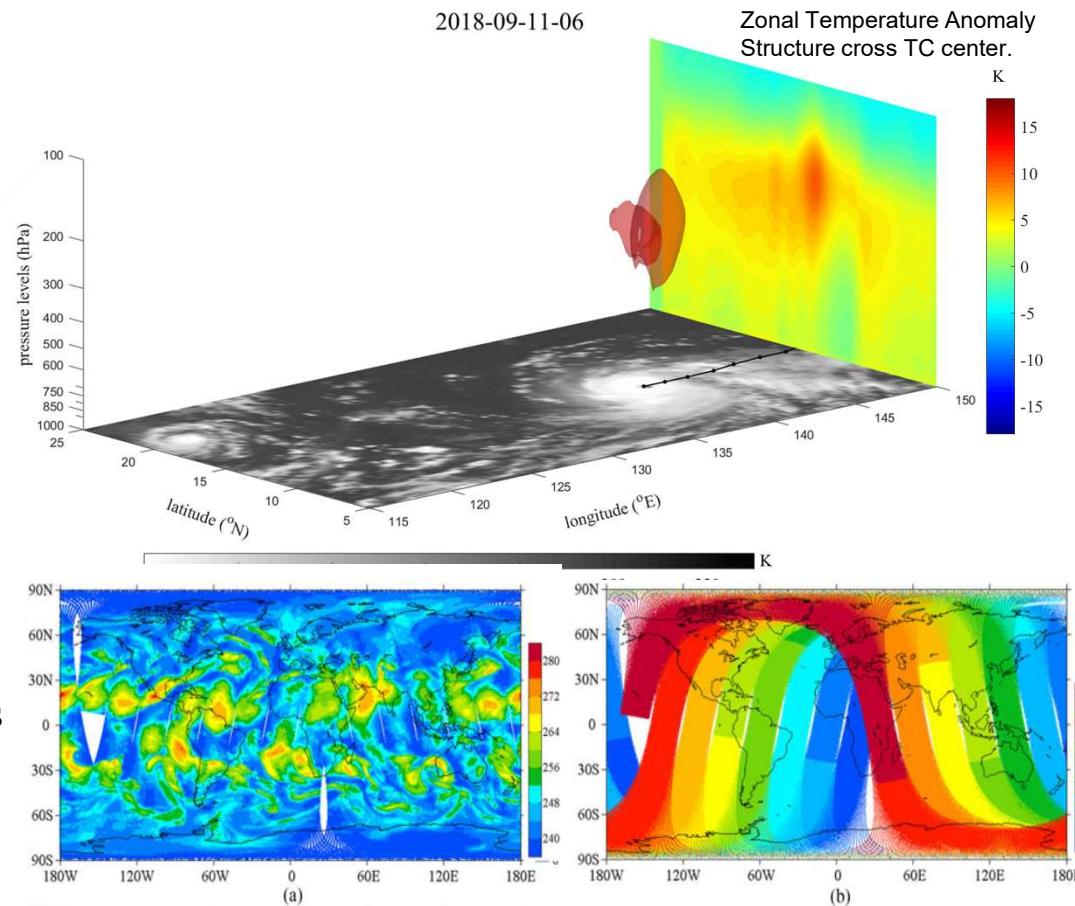 2018-09-11-06
Zonal Temperature Anomaly
Structure cross TC center.
K
15
10
5
0
-5
-10
-15
pressure levels (hPa)
100
200
300
400
500
600
750
850
1000
25
20
15
10
5
latitude (°N)
115
120
125
130
135
140
145
150
longitude (°E)
K
90N
60N
30N
0
30S
60S
90S
180W
120W
60W
0
60E
120E
180E
(a)
280
272
264
256
248
240
90N
60N
30N
0
30S
60S
90S
180W
120W
60W
0
60E
120E
180E
(b)